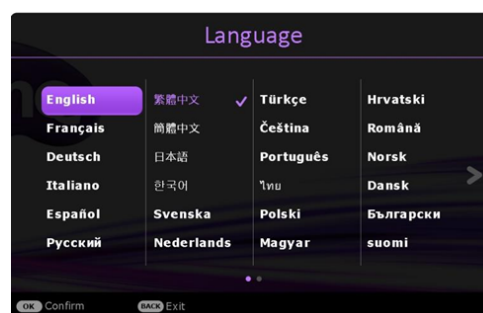 Language
English 繁體中文 Türkçe Hrvatski
Français 簡體中文 Čeština Română
Deutsch 日本語 Português Norsk
Italiano 한국어 ไทย Dansk
Español Svenska Polski Български
Русский Nederlands Magyar suomi
OK Confirm BACK Exit